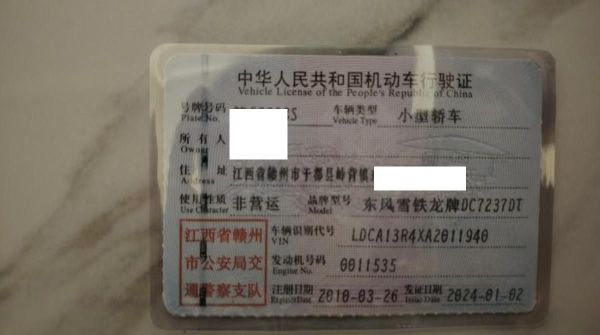 中华人民共和国机动车行驶证
Vehicle License of the People's Republic of China
号牌号码 车辆类型 小型轿车
Plate No. Vehicle Type
所有人
Owner
住址 江西省赣州市于都县岭背镇
Address
使用性质 非营运 品牌型号 东风雪铁龙牌DC7237DT
Use Character Model
江西省赣州 车辆识别代号 LDCA13R4XA2011940
VIN
市公安局交 发动机号码 0011535
Engine No.
通警察支队 注册日期 2010-03-26 发证日期 2024-01-02
Register Date Issue Date